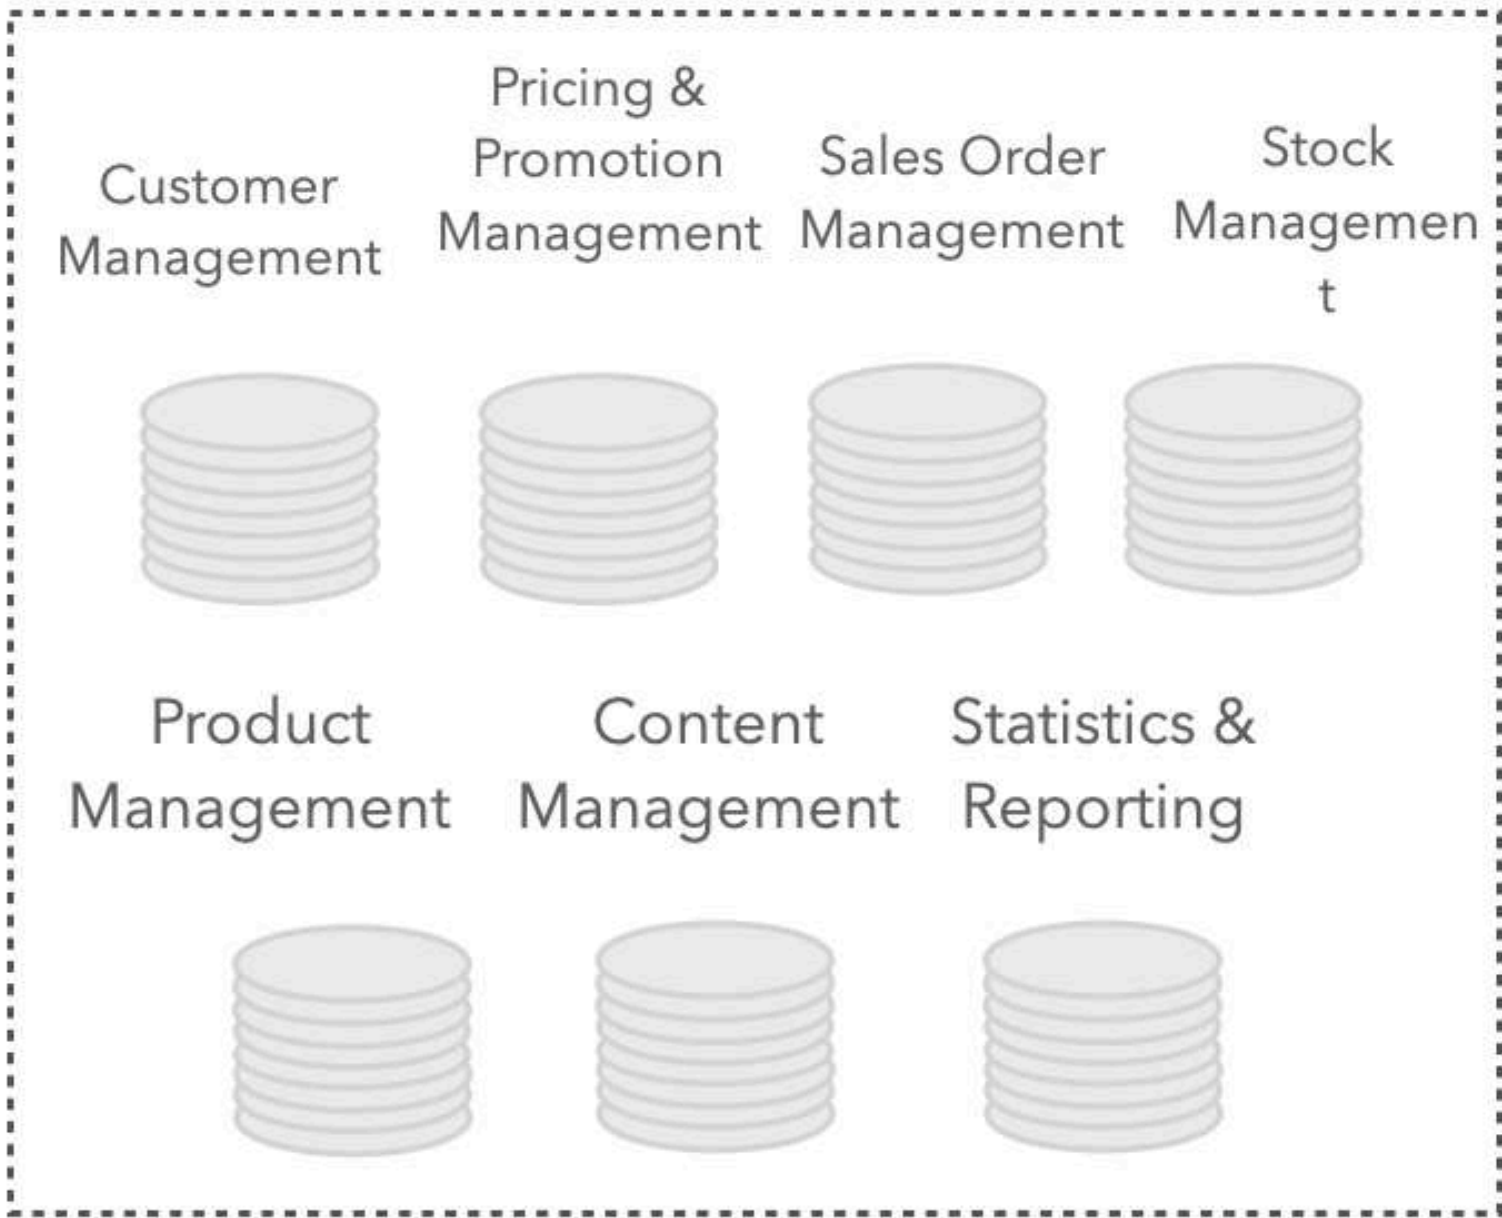 Customer
Management
Pricing &
Promotion
Management
Sales Order
Management
Stock
Managemen
t
Product
Management
Content
Management
Statistics &
Reporting